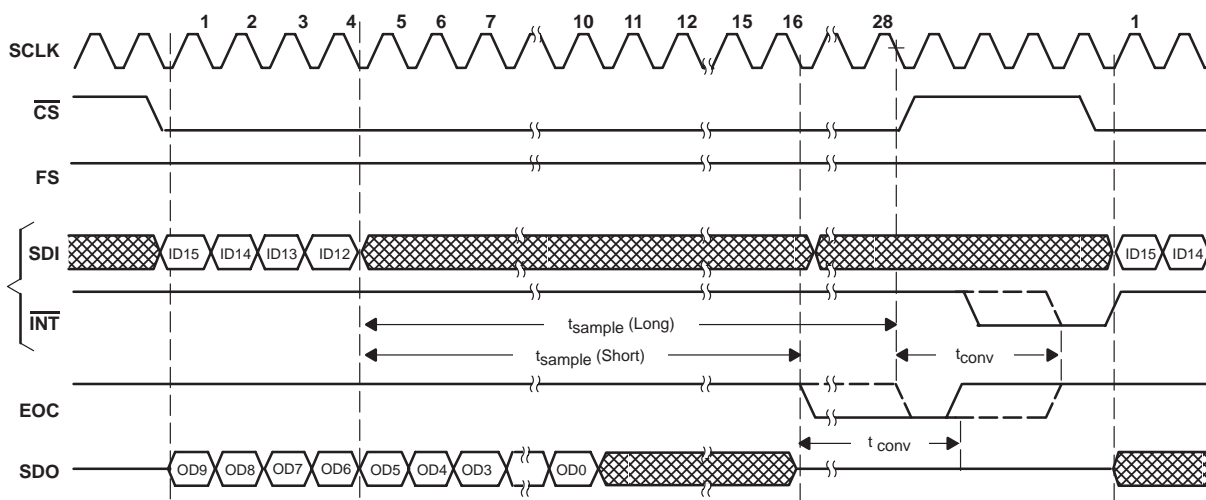 1 2 3 4 5 6 7 10 11 12 15 16 28 1
SCLK
CS
FS
SDI ID15 ID14 ID13 ID12 ID15 ID14
INT
tsample (Long)
tsample (Short) tconv
EOC
t conv
SDO OD9 OD8 OD7 OD6 OD5 OD4 OD3 OD0